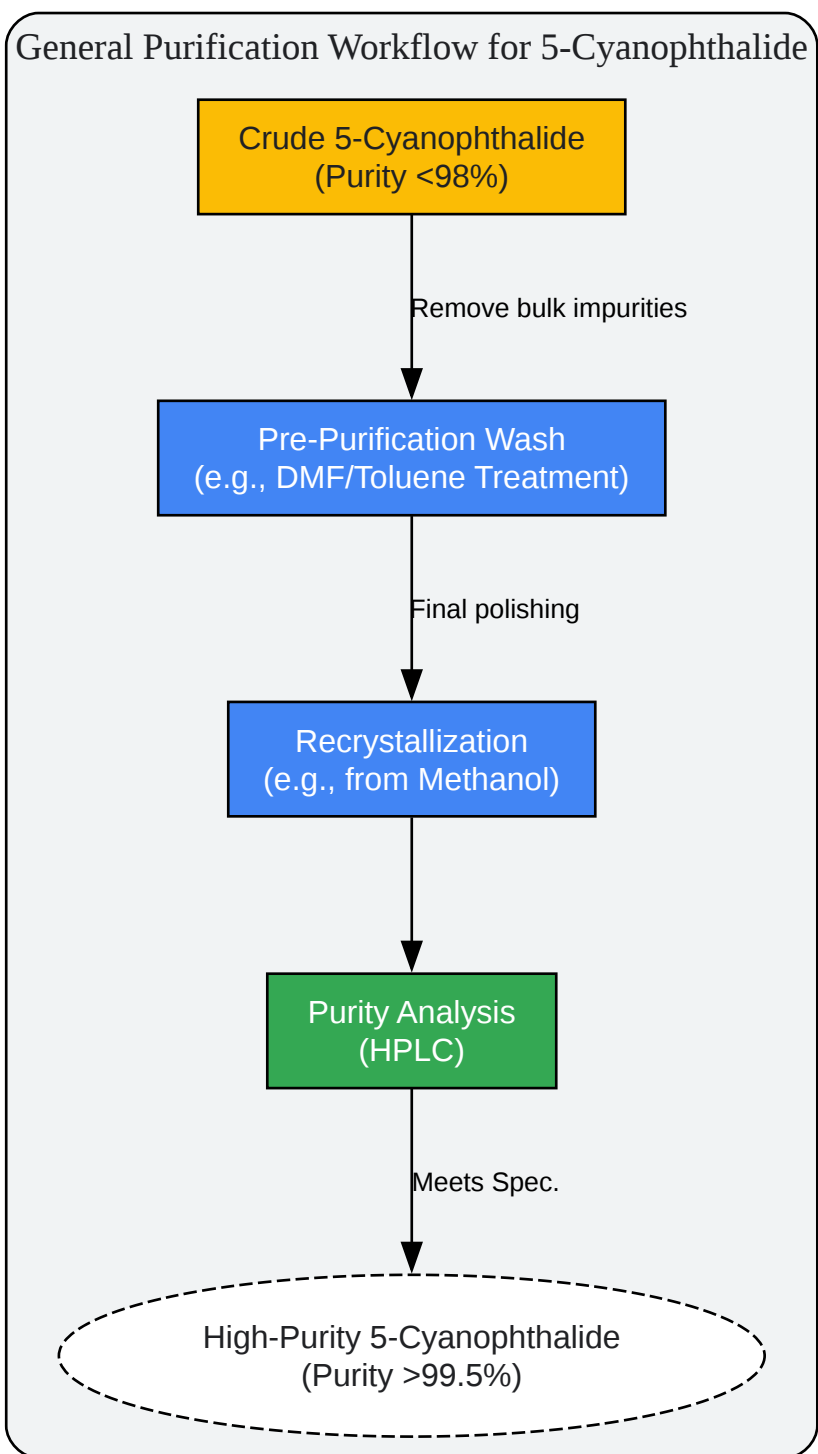 General Purification Workflow for 5-Cyanophthalide
Crude 5-Cyanophthalide
(Purity <98%)
Remove bulk impurities
Pre-Purification Wash
(e.g., DMF/Toluene Treatment)
Final polishing
Recrystallization
(e.g., from Methanol)
Purity Analysis
(HPLC)
Meets Spec.
High-Purity 5-Cyanophthalide
(Purity >99.5%)